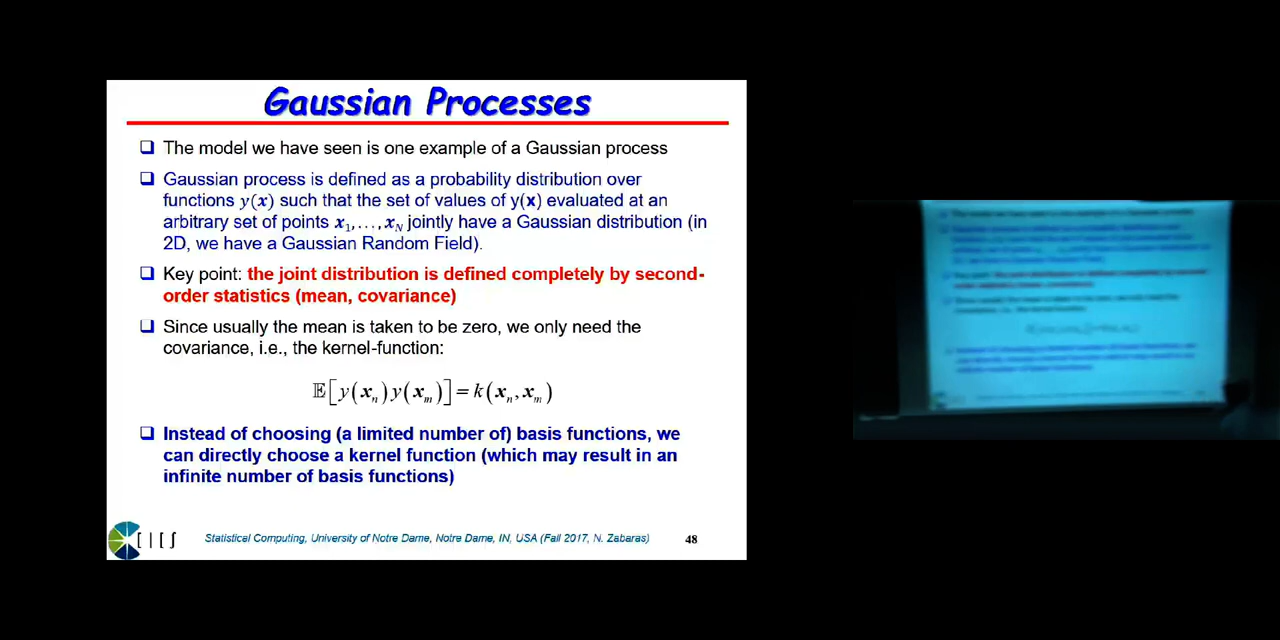 Gaussian Processes
❑ The model we have seen is one example of a Gaussian process
❑ Gaussian process is defined as a probability distribution over
functions y(x) such that the set of values of y(x) evaluated at an
arbitrary set of points x₁,…,x_N jointly have a Gaussian distribution (in
2D, we have a Gaussian Random Field).
❑ Key point: the joint distribution is defined completely by second-
order statistics (mean, covariance)
❑ Since usually the mean is taken to be zero, we only need the
covariance, i.e., the kernel-function:
𝔼[y(xₙ)y(xₘ)] = k(xₙ,xₘ)
❑ Instead of choosing (a limited number of) basis functions, we
can directly choose a kernel function (which may result in an
infinite number of basis functions)
Statistical Computing, University of Notre Dame, Notre Dame, IN, USA (Fall 2017, N. Zabaras)
48